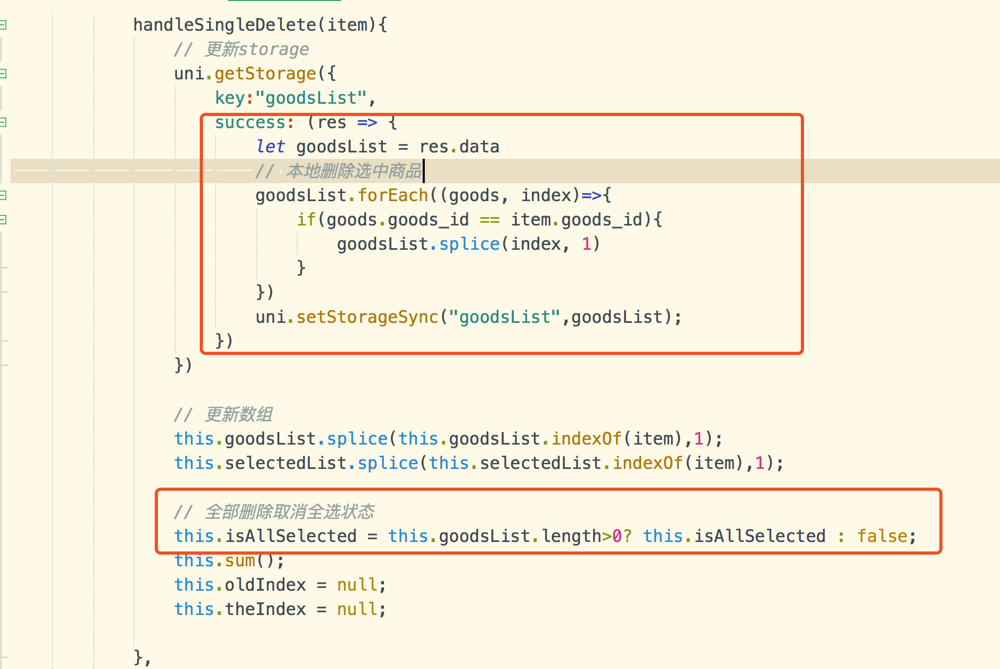 handleSingleDelete(item){
// 更新storage
uni.getStorage({
key:"goodsList",
success: (res => {
let goodsList = res.data
// 本地删除选中商品
goodsList.forEach((goods, index)=>{
if(goods.goods_id == item.goods_id){
goodsList.splice(index, 1)
}
})
uni.setStorageSync("goodsList",goodsList);
})
})
// 更新数组
this.goodsList.splice(this.goodsList.indexOf(item),1);
this.selectedList.splice(this.selectedList.indexOf(item),1);
// 全部删除取消全选状态
this.isAllSelected = this.goodsList.length>0? this.isAllSelected : false;
this.sum();
this.oldIndex = null;
this.theIndex = null;
},